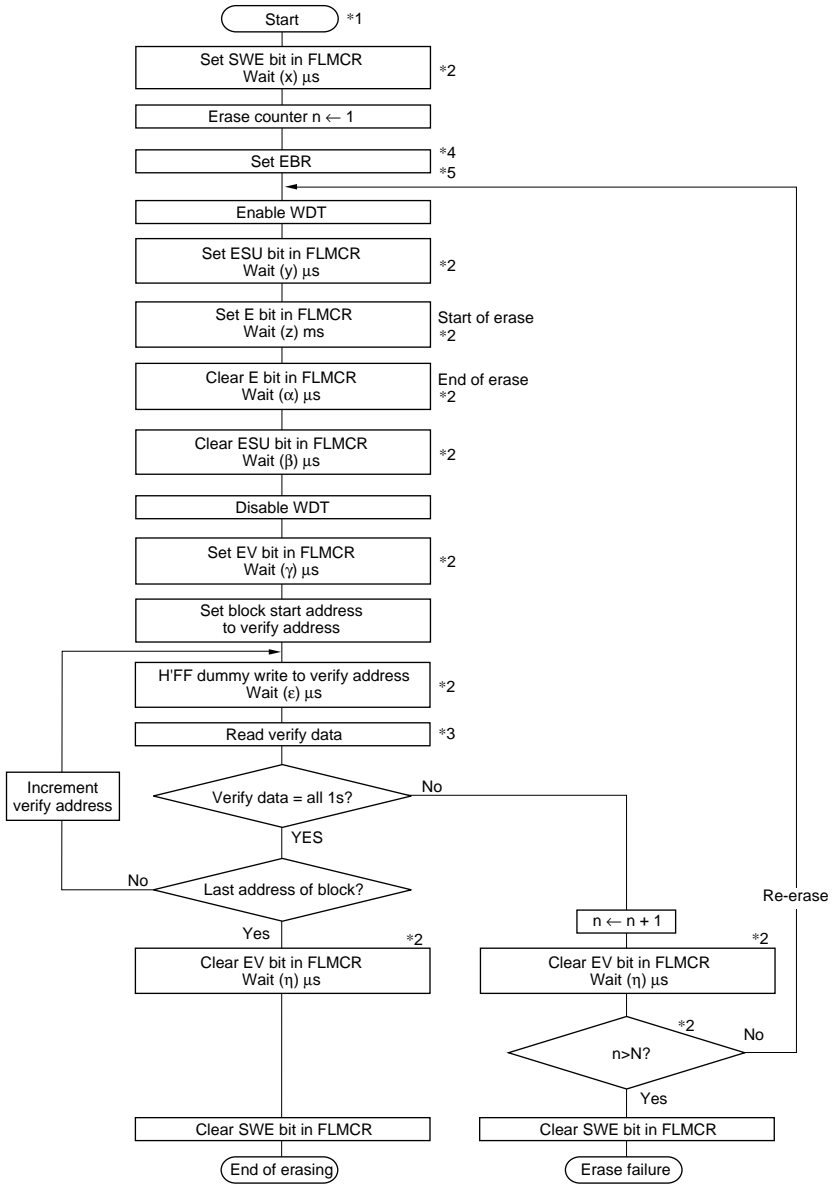 Start *1
Set SWE bit in FLMCR
Wait (x) μs
*2
Erase counter n ← 1
Set EBR
*4
*5
Enable WDT
Set ESU bit in FLMCR
Wait (y) μs
*2
Set E bit in FLMCR
Wait (z) ms
Start of erase
*2
Clear E bit in FLMCR
Wait (α) μs
End of erase
*2
Clear ESU bit in FLMCR
Wait (β) μs
*2
Disable WDT
Set EV bit in FLMCR
Wait (γ) μs
*2
Set block start address
to verify address
H'FF dummy write to verify address
Wait (ε) μs
*2
Read verify data *3
Increment
verify address
Verify data = all 1s?
No
YES
Last address of block?
No
Yes
Re-erase
n ← n + 1
*2
Clear EV bit in FLMCR
Wait (η) μs
*2
Clear EV bit in FLMCR
Wait (η) μs
*2
n>N?
No
Yes
Clear SWE bit in FLMCR
Clear SWE bit in FLMCR
End of erasing
Erase failure